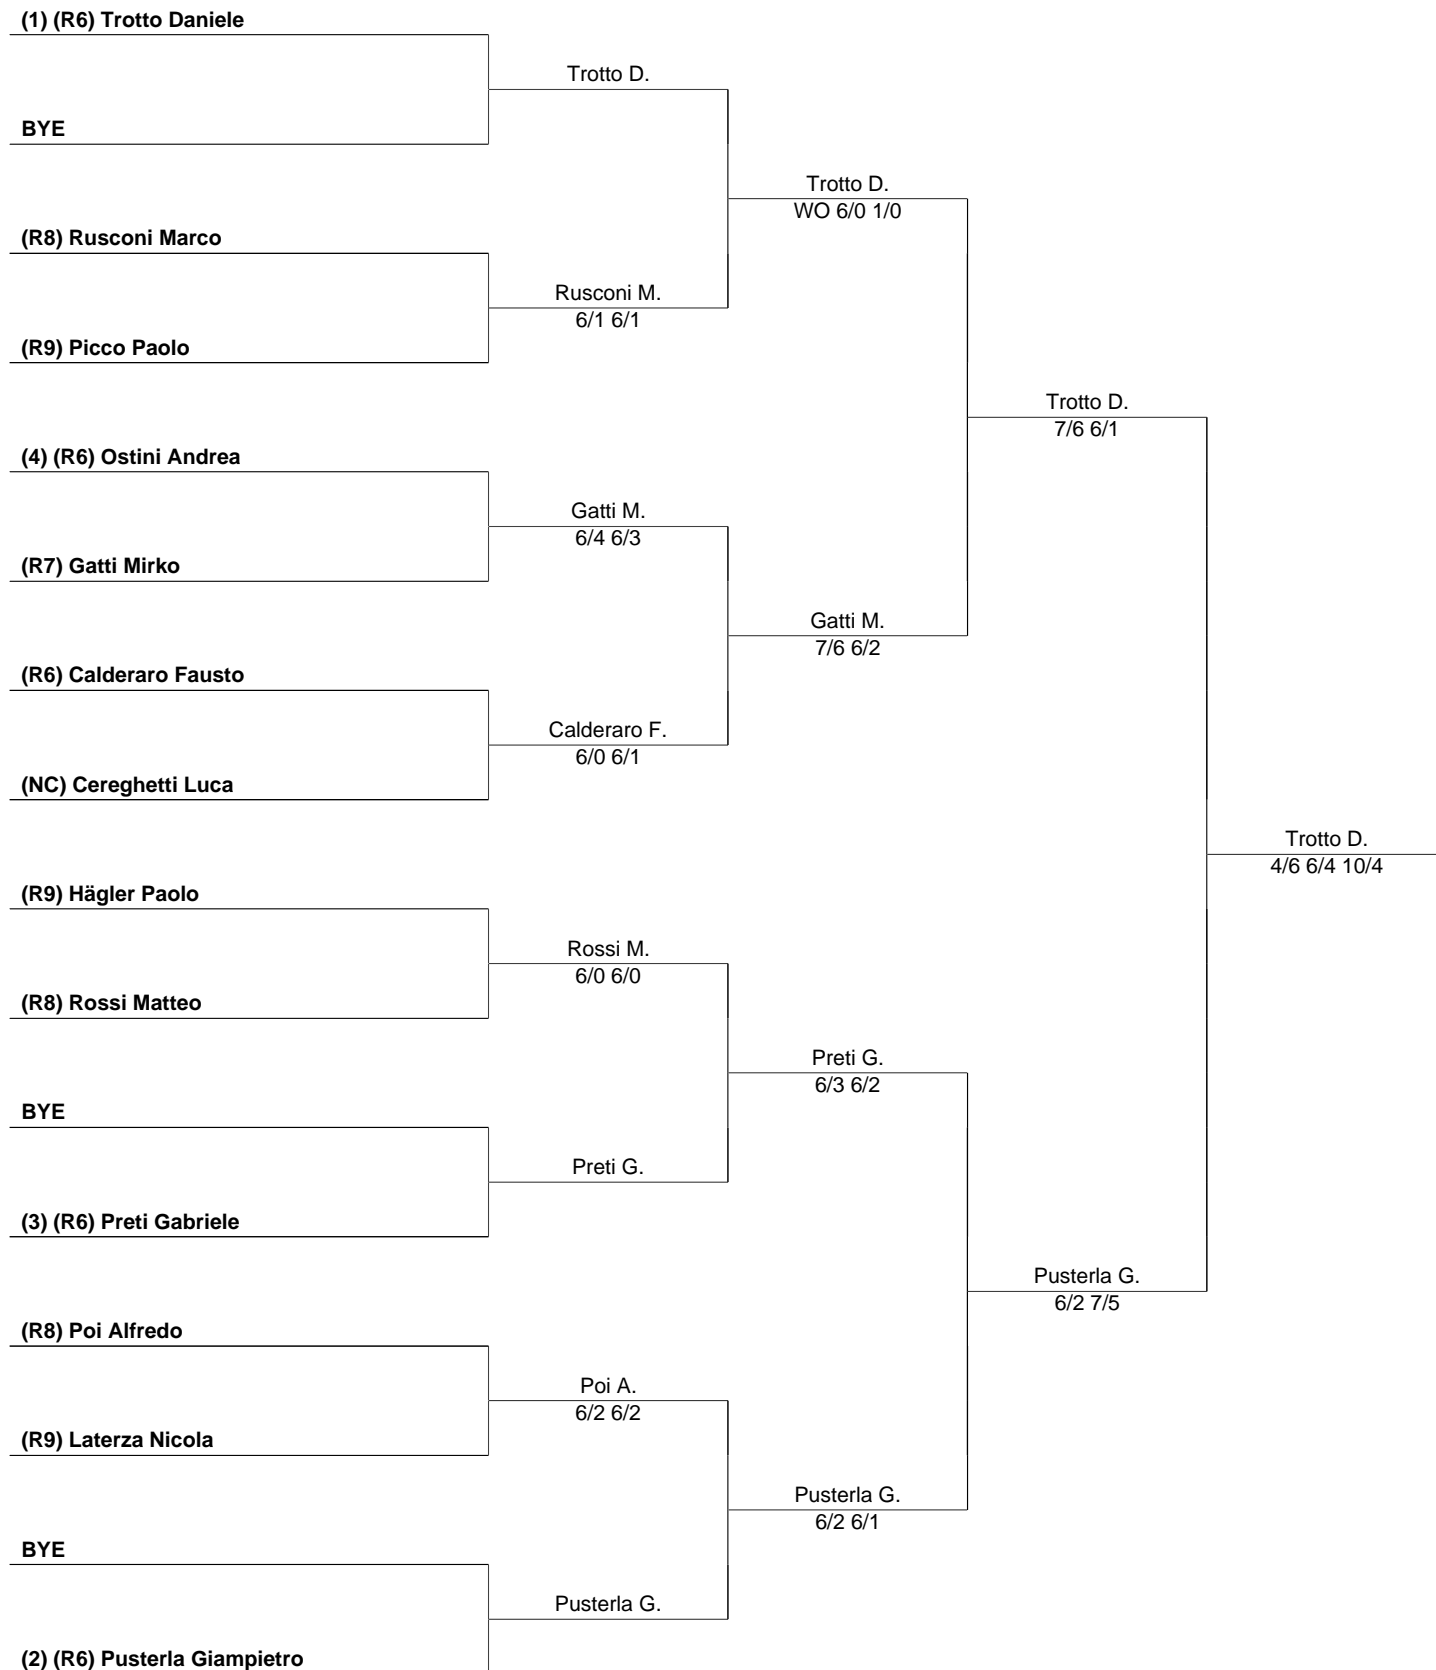 (1) (R6) Trotto Daniele
Trotto D.
BYE
Trotto D.
WO 6/0 1/0
(R8) Rusconi Marco
Rusconi M.
6/1 6/1
(R9) Picco Paolo
Trotto D.
7/6 6/1
(4) (R6) Ostini Andrea
Gatti M.
6/4 6/3
(R7) Gatti Mirko
Gatti M.
7/6 6/2
(R6) Calderaro Fausto
Calderaro F.
6/0 6/1
(NC) Cereghetti Luca
Trotto D.
4/6 6/4 10/4
(R9) Hägler Paolo
Rossi M.
6/0 6/0
(R8) Rossi Matteo
Preti G.
6/3 6/2
BYE
Preti G.
(3) (R6) Preti Gabriele
Pusterla G.
6/2 7/5
(R8) Poi Alfredo
Poi A.
6/2 6/2
(R9) Laterza Nicola
Pusterla G.
6/2 6/1
BYE
Pusterla G.
(2) (R6) Pusterla Giampietro